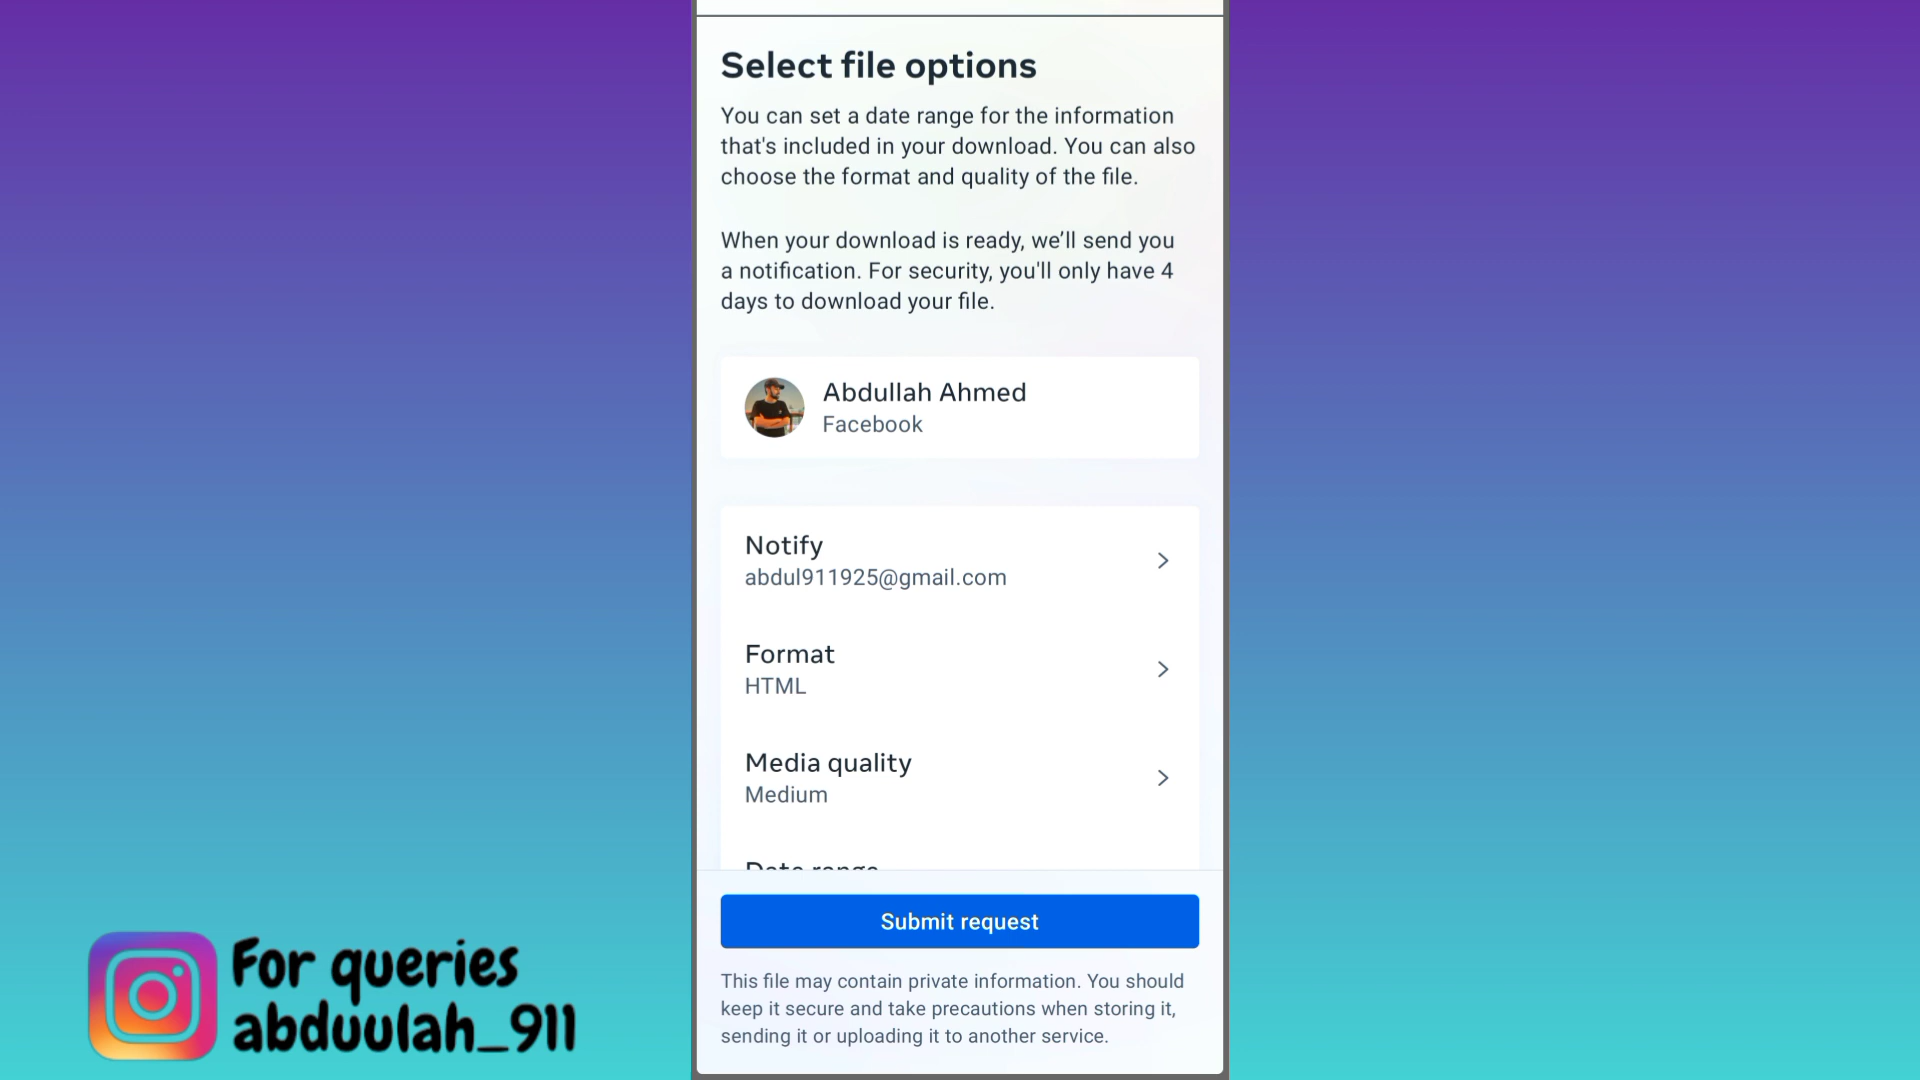 Select file options
You can set a date range for the information
that's included in your download. You can also
choose the format and quality of the file.
When your download is ready, we’ll send you
a notification. For security, you'll only have 4
days to download your file.
Abdullah Ahmed
Facebook
Notify
abdul911925@gmail.com
Format
HTML
Media quality
Medium
Date range
Submit request
This file may contain private information. You should
keep it secure and take precautions when storing it,
sending it or uploading it to another service.
For queries
abduulah_911